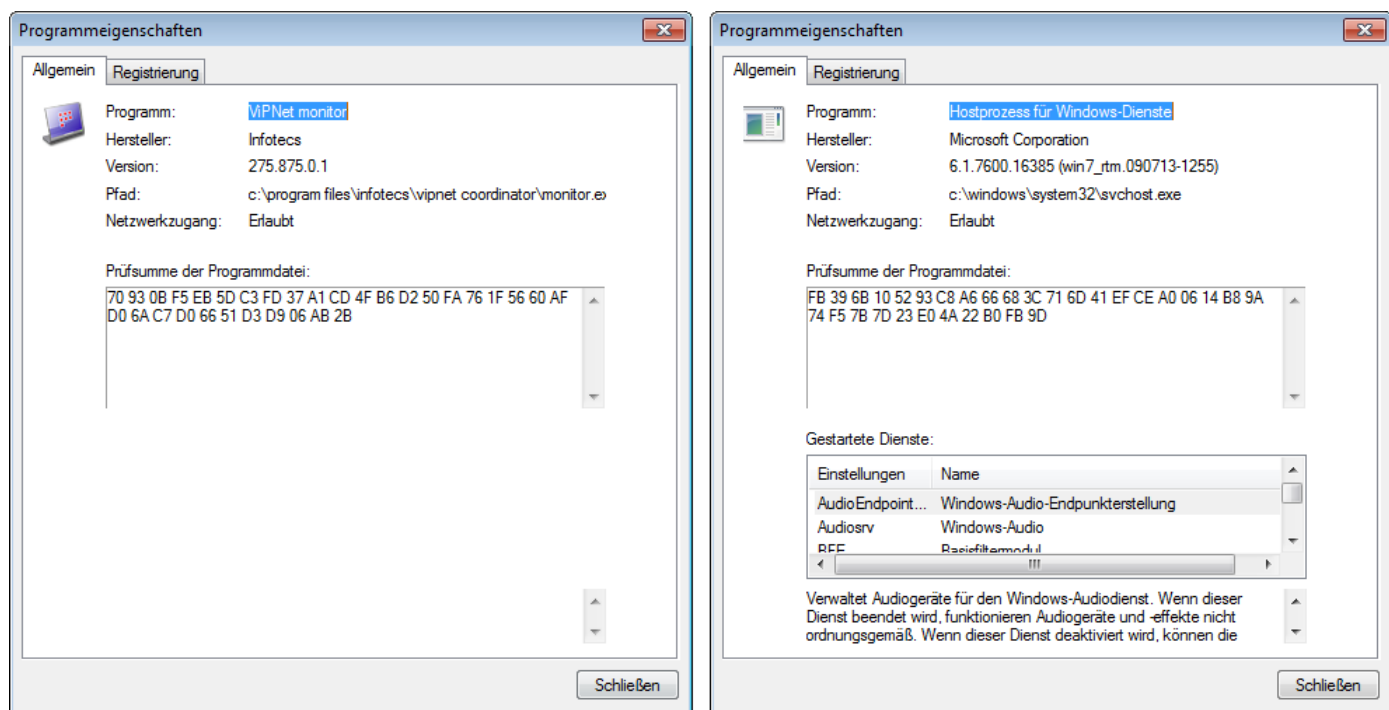 Programmeigenschaften
Allgemein Registrierung
Programm: ViPNet monitor
Hersteller: Infotecs
Version: 275.875.0.1
Pfad: c:\program files\infotecs\vipnet coordinator\monitor.ex
Netzwerkzugang: Erlaubt
Prüfsumme der Programmdatei:
70 93 0B F5 EB 5D C3 FD 37 A1 CD 4F B6 D2 50 FA 76 1F 56 60 AF
D0 6A C7 D0 66 51 D3 D9 06 AB 2B
Schließen
Programmeigenschaften
Allgemein Registrierung
Programm: Hostprozess für Windows-Dienste
Hersteller: Microsoft Corporation
Version: 6.1.7600.16385 (win7_rtm.090713-1255)
Pfad: c:\windows\system32\svchost.exe
Netzwerkzugang: Erlaubt
Prüfsumme der Programmdatei:
FB 39 6B 10 52 93 C8 A6 66 68 3C 71 6D 41 EF CE A0 06 14 B8 9A
74 F5 7B 7D 23 E0 4A 22 B0 FB 9D
Gestartete Dienste:
Einstellungen Name
AudioEndpoint... Windows-Audio-Endpunkterstellung
Audiosrv Windows-Audio
BFE Basisfiltermodul
Verwaltet Audiogeräte für den Windows-Audiodienst. Wenn dieser
Dienst beendet wird, funktionieren Audiogeräte und -effekte nicht
ordnungsgemäß. Wenn dieser Dienst deaktiviert wird, können die
Schließen